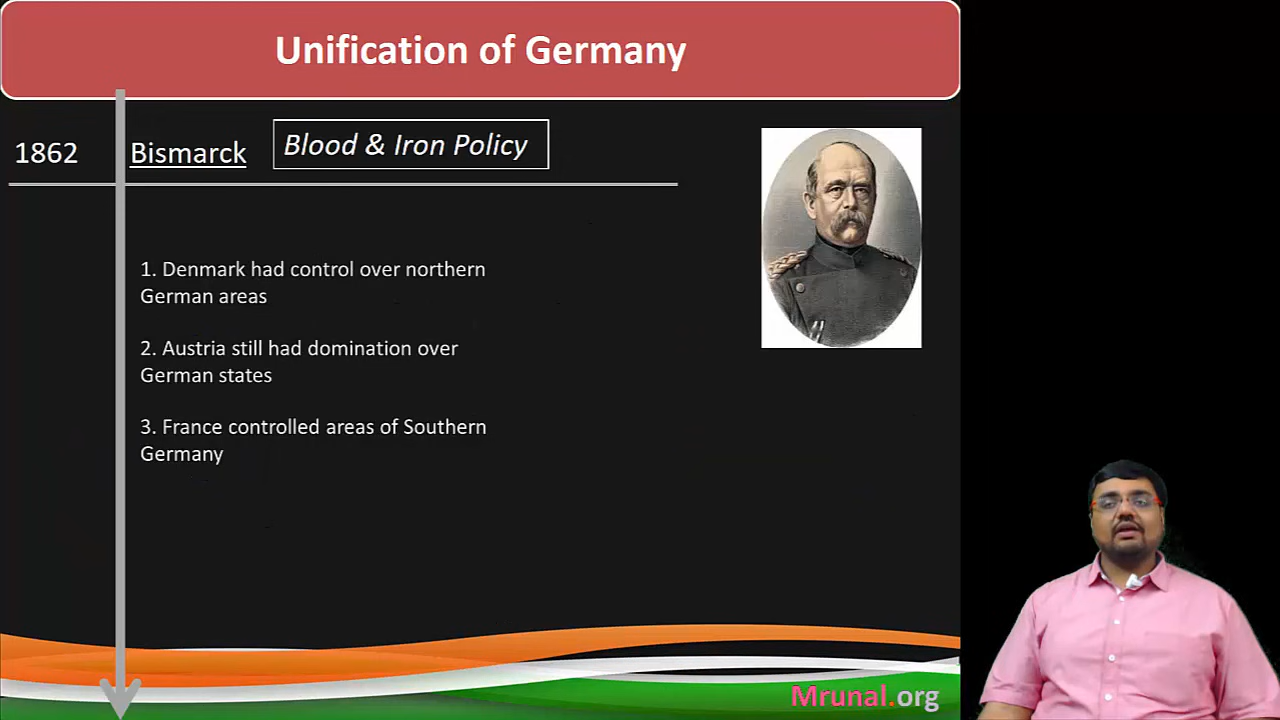 Unification of Germany
1862
Bismarck
Blood & Iron Policy
1. Denmark had control over northern
German areas
2. Austria still had domination over
German states
3. France controlled areas of Southern
Germany
Mrunal.org